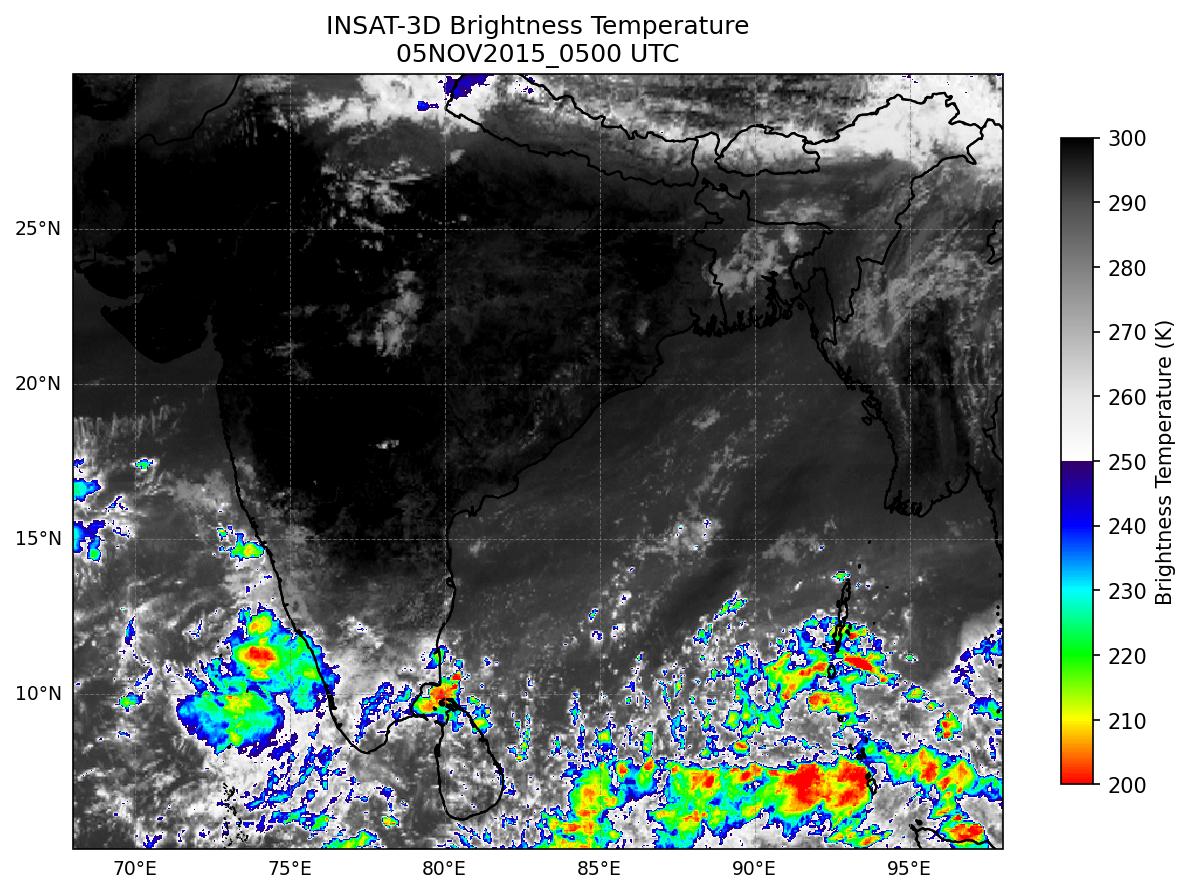 INSAT-3D Brightness Temperature
05NOV2015_0500 UTC
25°N
20°N
15°N
10°N
70°E
75°E
80°E
85°E
90°E
95°E
300
290
280
270
260
250
240
230
220
210
200
Brightness Temperature (K)